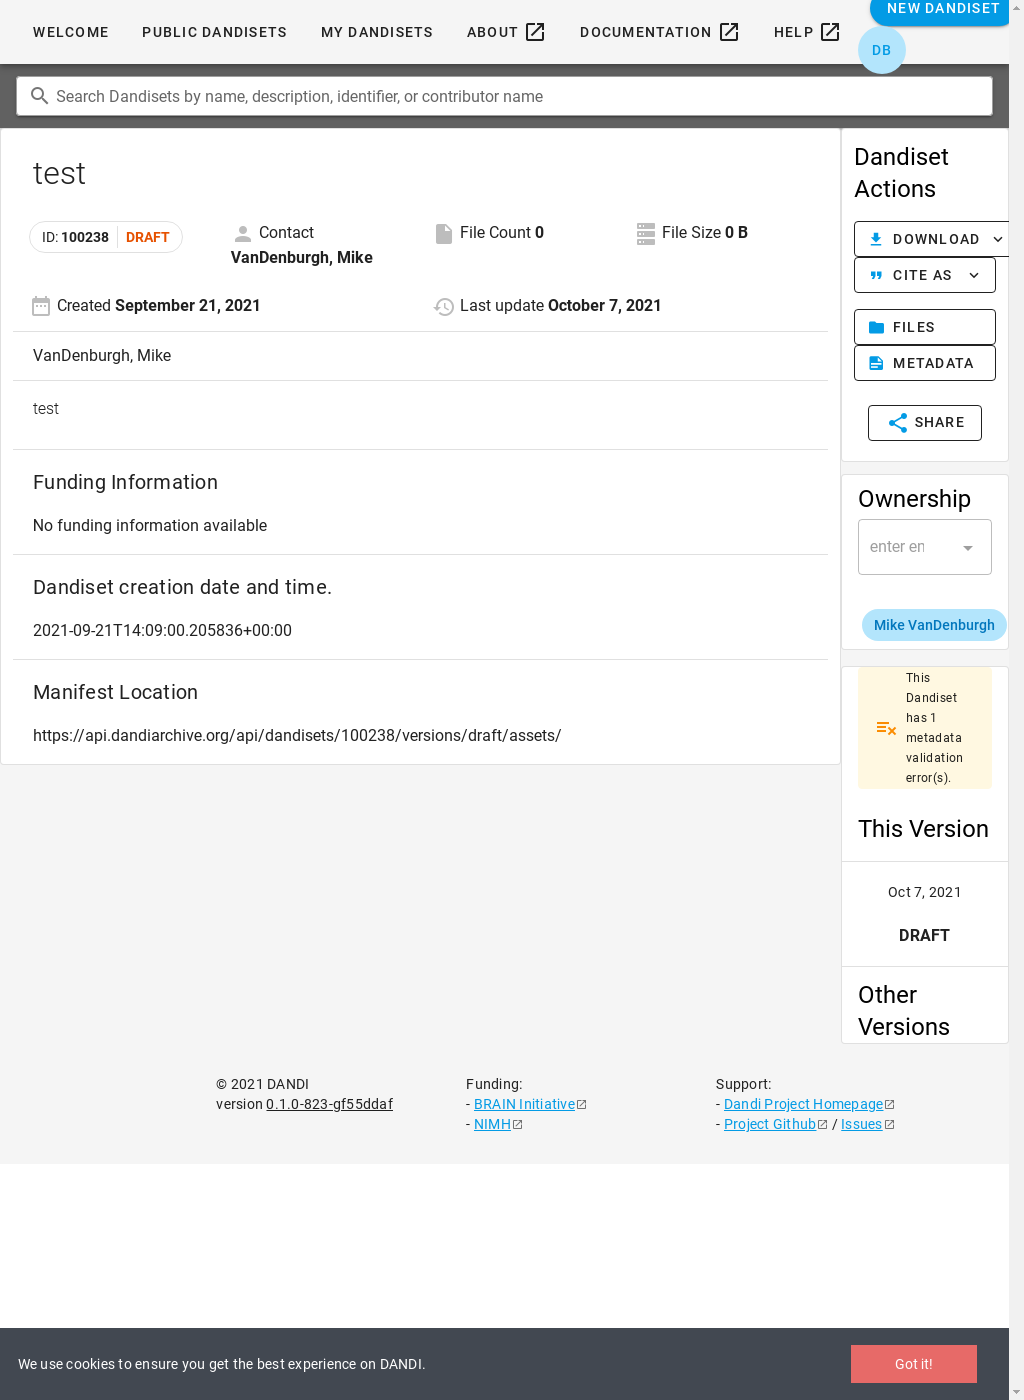 WELCOME
PUBLIC DANDISETS
MY DANDISETS
ABOUT
DOCUMENTATION
HELP
NEW DANDISET
DB
Search Dandisets by name, description, identifier, or contributor name
test
ID: 100238 DRAFT
Contact
VanDenburgh, Mike
File Count 0
File Size 0 B
Created September 21, 2021
Last update October 7, 2021
VanDenburgh, Mike
test
Funding Information
No funding information available
Dandiset creation date and time.
2021-09-21T14:09:00.205836+00:00
Manifest Location
https://api.dandiarchive.org/api/dandisets/100238/versions/draft/assets/
Dandiset
Actions
DOWNLOAD
CITE AS
FILES
METADATA
SHARE
Ownership
enter en
Mike VanDenburgh
This
Dandiset
has 1
metadata
validation
error(s).
This Version
Oct 7, 2021
DRAFT
Other
Versions
© 2021 DANDI
version 0.1.0-823-gf55ddaf
Funding:
- BRAIN Initiative
- NIMH
Support:
- Dandi Project Homepage
- Project Github / Issues
We use cookies to ensure you get the best experience on DANDI.
Got it!